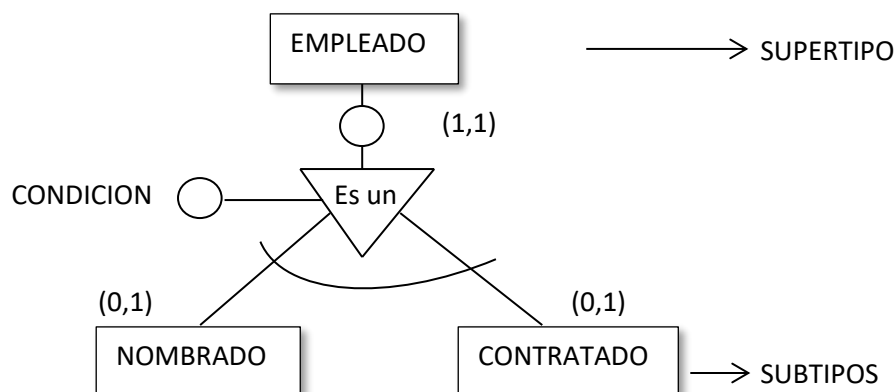 EMPLEADO
SUPERTIPO
(1,1)
CONDICION
Es un
(0,1)
(0,1)
NOMBRADO
CONTRATADO
SUBTIPOS